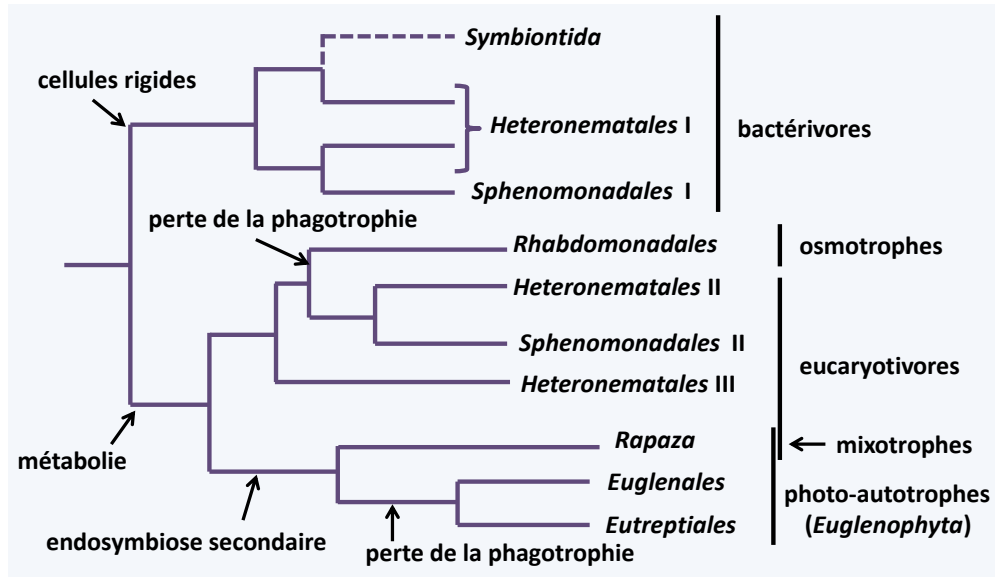 Symbiontida
cellules rigides
Heteronematales I
bactérivores
Sphenomonadales I
perte de la phagotrophie
Rhabdomonadales
osmotrophes
Heteronematales II
Sphenomonadales II
eucaryotivores
Heteronematales III
Rapaza
mixotrophes
métabolie
Euglenales
photo-autotrophes
(Euglenophyta)
Eutreptiales
endosymbiose secondaire
perte de la phagotrophie